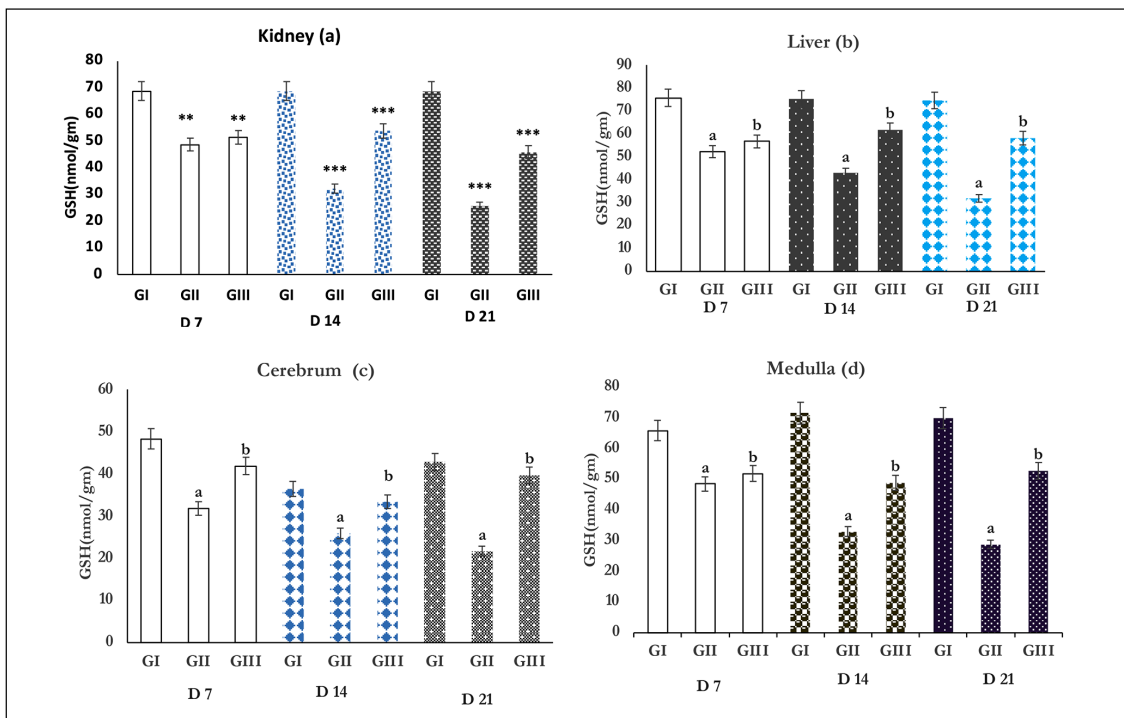 Kidney (a)
GSH(nmol/gm)
80
70
60
50
40
30
20
10
0
** ** *** *** *** ***
GI GII GIII GI GII GIII GI GII GIII
D 7 D 14 D 21
Liver (b)
GSH(nmol/gm)
90
80
70
60
50
40
30
20
10
0
a b a b a b
GI GII GIII GI GII GIII GI GII GIII
D 7 D 14 D 21
Cerebrum (c)
GSH(nmol/gm)
60
50
40
30
20
10
0
a b a b a b
GI GII GIII GI GII GIII GI GII GIII
D 7 D 14 D 21
Medulla (d)
GSH(nmol/gm)
80
70
60
50
40
30
20
10
0
a b a b a b
GI GII GIII GI GII GIII GI GII GIII
D 7 D 14 D 21